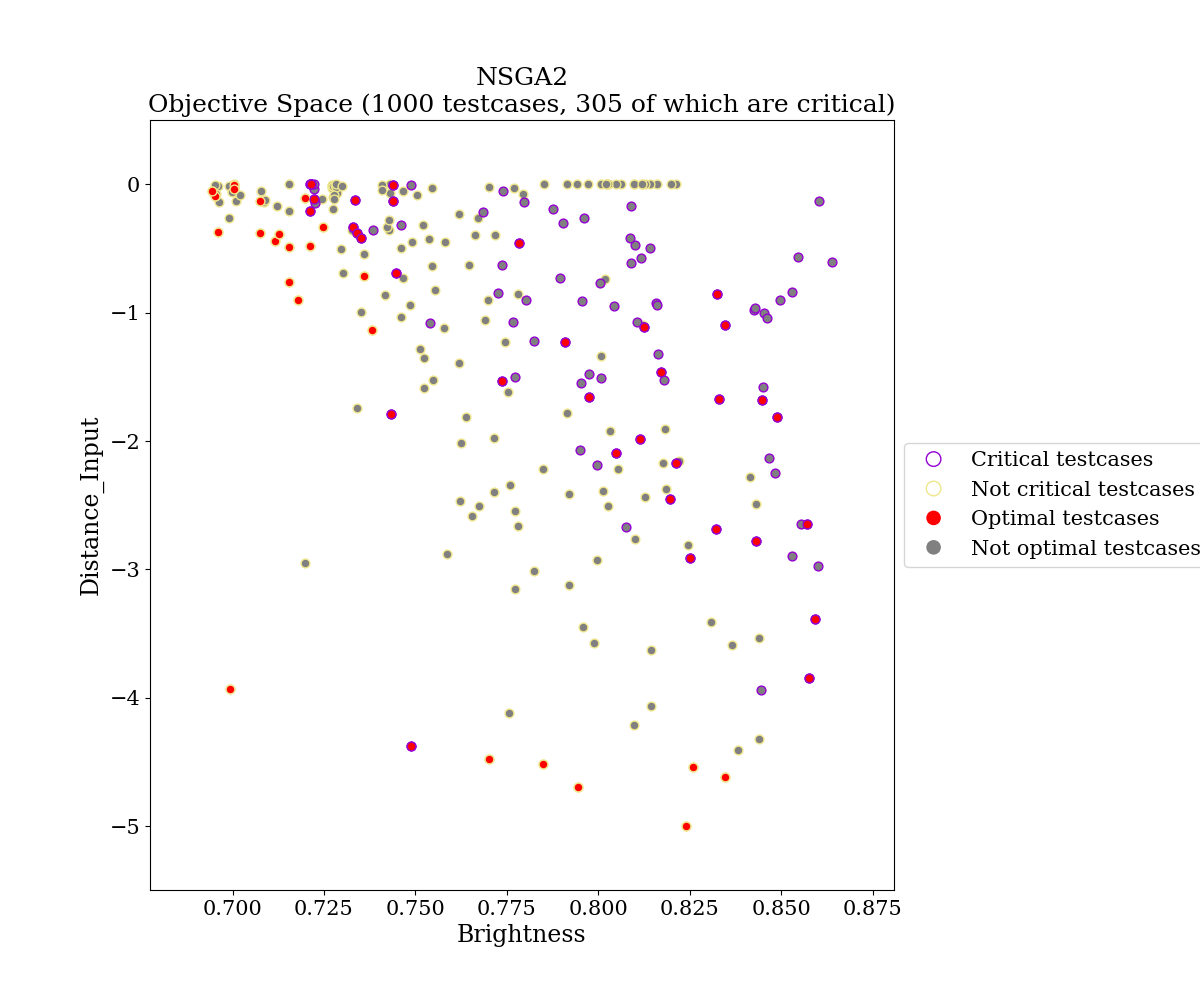 NSGA2
Objective Space (1000 testcases, 305 of which are critical)
0
−1
−2
−3
−4
−5
Distance_Input
0.700 0.725 0.750 0.775 0.800 0.825 0.850 0.875
Brightness
Critical testcases
Not critical testcases
Optimal testcases
Not optimal testcases